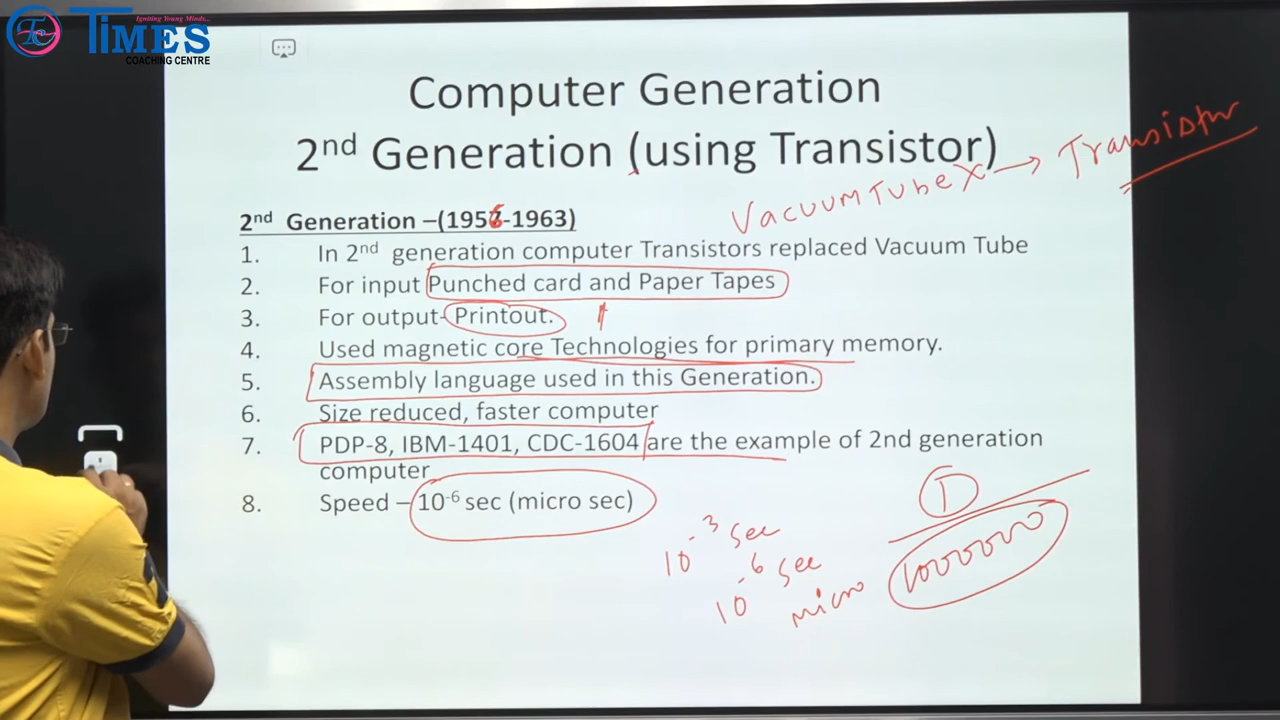 Igniting Young Minds...
TIMES
COACHING CENTRE
Computer Generation
2nd Generation (using Transistor)
VacuumTube X → Transistor
2nd Generation –(1956-1963)
1. In 2nd generation computer Transistors replaced Vacuum Tube
2. For input Punched card and Paper Tapes
3. For output- Printout.
4. Used magnetic core Technologies for primary memory.
5. Assembly language used in this Generation.
6. Size reduced, faster computer
7. PDP-8, IBM-1401, CDC-1604 are the example of 2nd generation
computer
8. Speed – 10-6 sec (micro sec)
10-3 sec
10-6 sec
micro
1
1000000